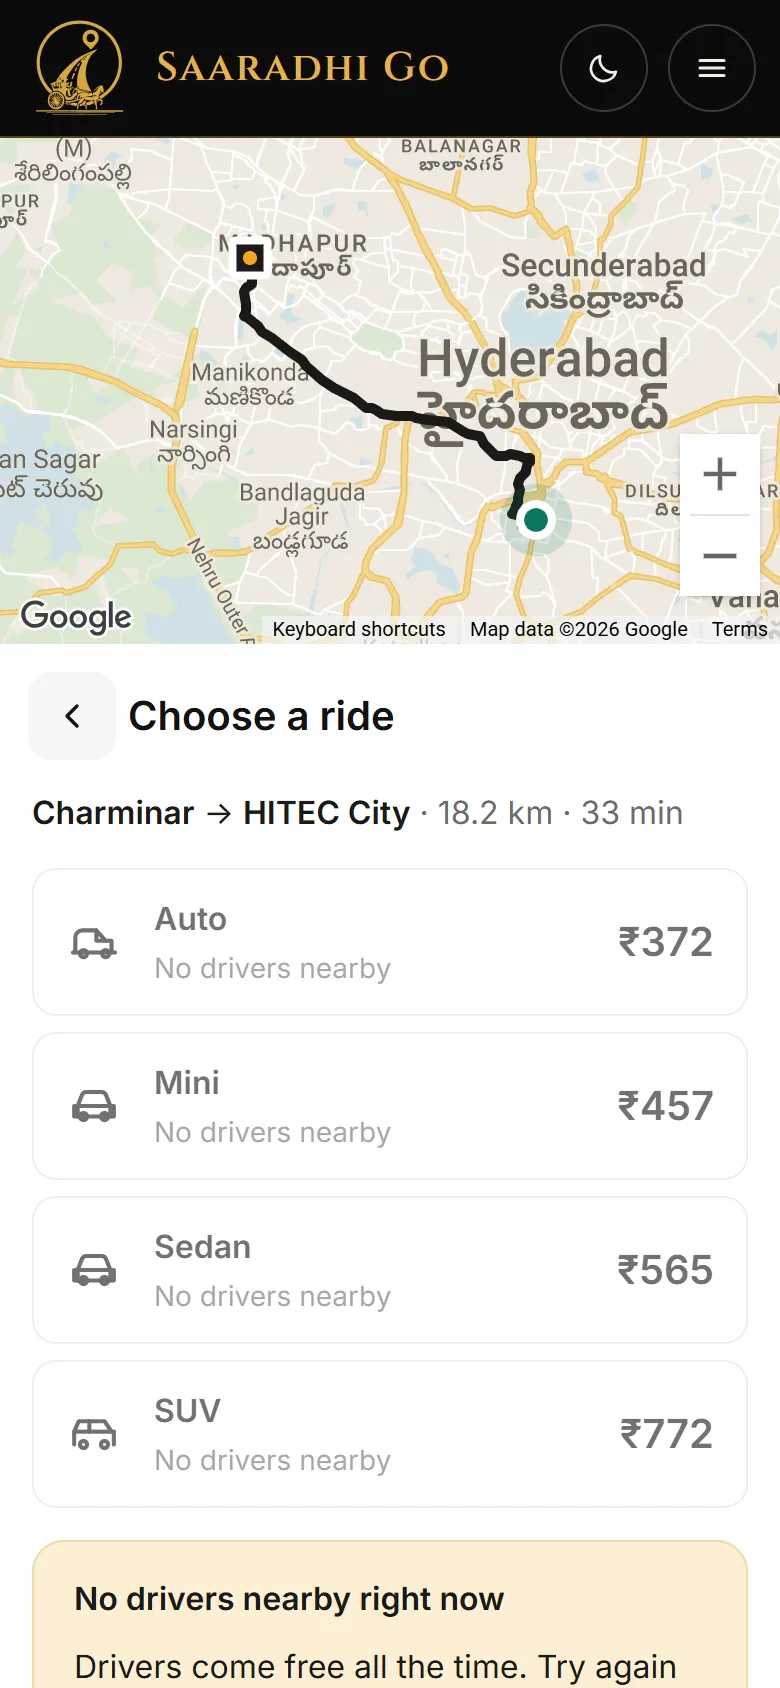 SAARADHI GO
(M)
శేరిలింగంపల్లి
BALANAGAR
బాలానగర్
PUR
Secunderabad
సికింద్రాబాద్
Hyderabad
హైదరాబాద్
Manikonda
మణికొండ
Narsingi
నార్సింగి
an Sagar
చెరువు
Bandlaguda
Jagir
బండ్లగూడ
DILSU
Nehru Outer
Google
Keyboard shortcuts
Map data ©2026 Google
Terms
Choose a ride
Charminar → HITEC City · 18.2 km · 33 min
Auto
₹372
No drivers nearby
Mini
₹457
No drivers nearby
Sedan
₹565
No drivers nearby
SUV
₹772
No drivers nearby
No drivers nearby right now
Drivers come free all the time. Try again